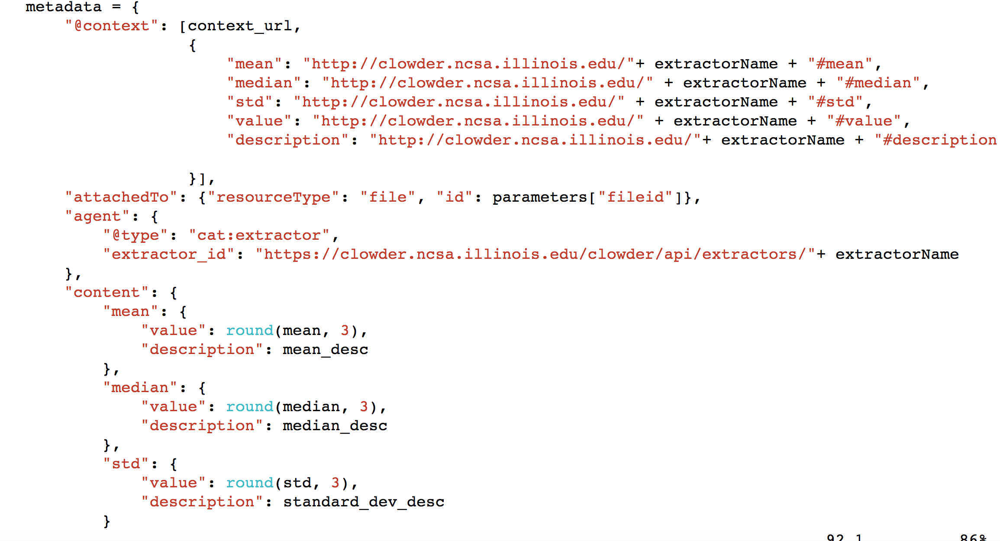 metadata = {
"@context": [context_url,
{
"mean": "http://clowder.ncsa.illinois.edu/"+ extractorName + "#mean",
"median": "http://clowder.ncsa.illinois.edu/" + extractorName + "#median",
"std": "http://clowder.ncsa.illinois.edu/" + extractorName + "#std",
"value": "http://clowder.ncsa.illinois.edu/" + extractorName + "#value",
"description": "http://clowder.ncsa.illinois.edu/"+ extractorName + "#description
}],
"attachedTo": {"resourceType": "file", "id": parameters["fileid"]},
"agent": {
"@type": "cat:extractor",
"extractor_id": "https://clowder.ncsa.illinois.edu/clowder/api/extractors/"+ extractorName
},
"content": {
"mean": {
"value": round(mean, 3),
"description": mean_desc
},
"median": {
"value": round(median, 3),
"description": median_desc
},
"std": {
"value": round(std, 3),
"description": standard_dev_desc
}
92,1 86%